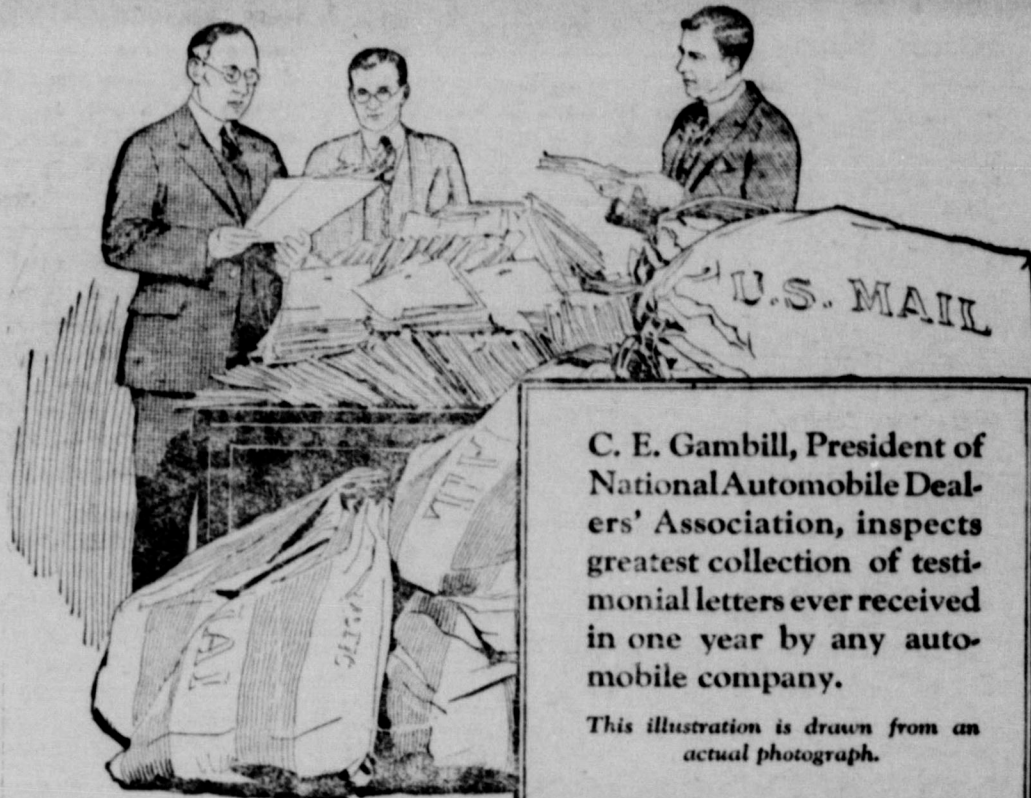 U.S. MAIL
MAIL
C. E. Gambill, President of
National Automobile Deal-
ers' Association, inspects
greatest collection of testi-
monial letters ever received
in one year by any auto-
mobile company.
This illustration is drawn from an
actual photograph.